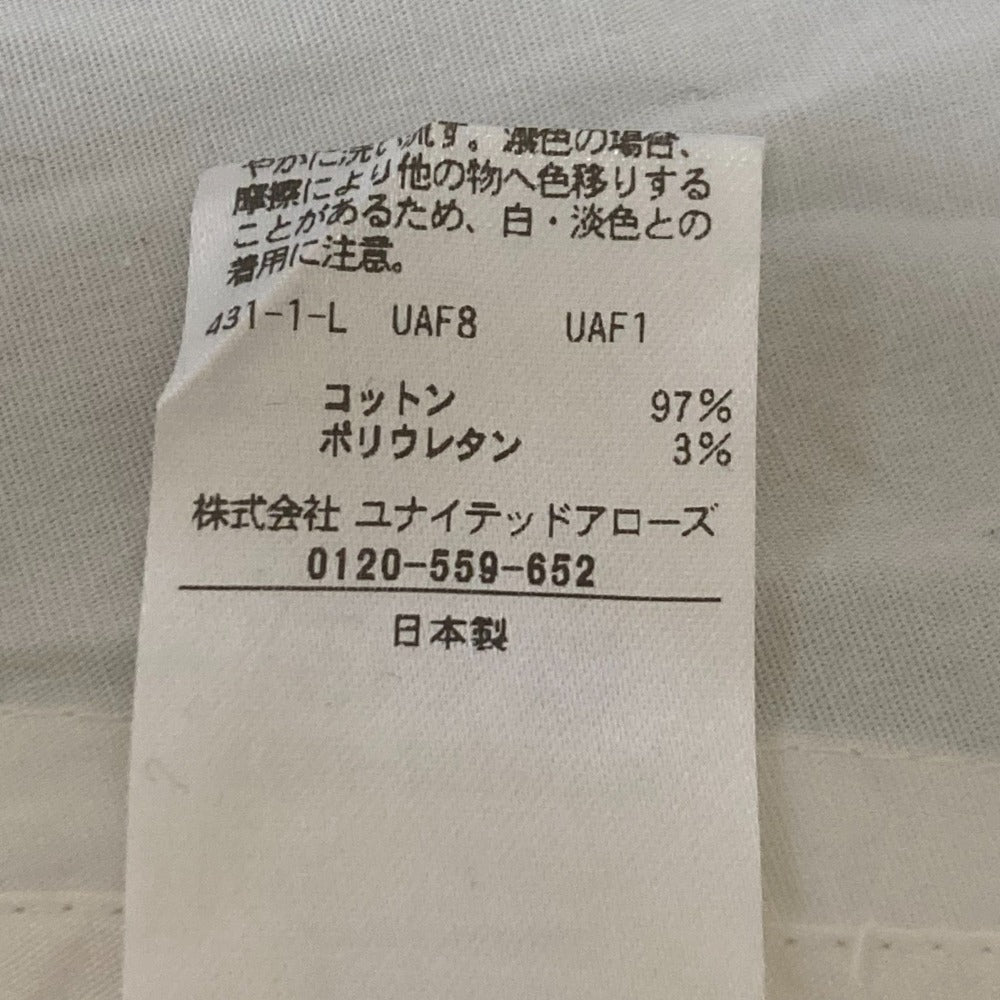 やかに洗い流す。濃色の場合、
摩擦により他の物へ色移りする
ことがあるため、白・淡色との
着用に注意。
431-1-L UAF8 UAF1
コットン 97%
ポリウレタン 3%
株式会社 ユナイテッドアローズ
0120-559-652
日本製